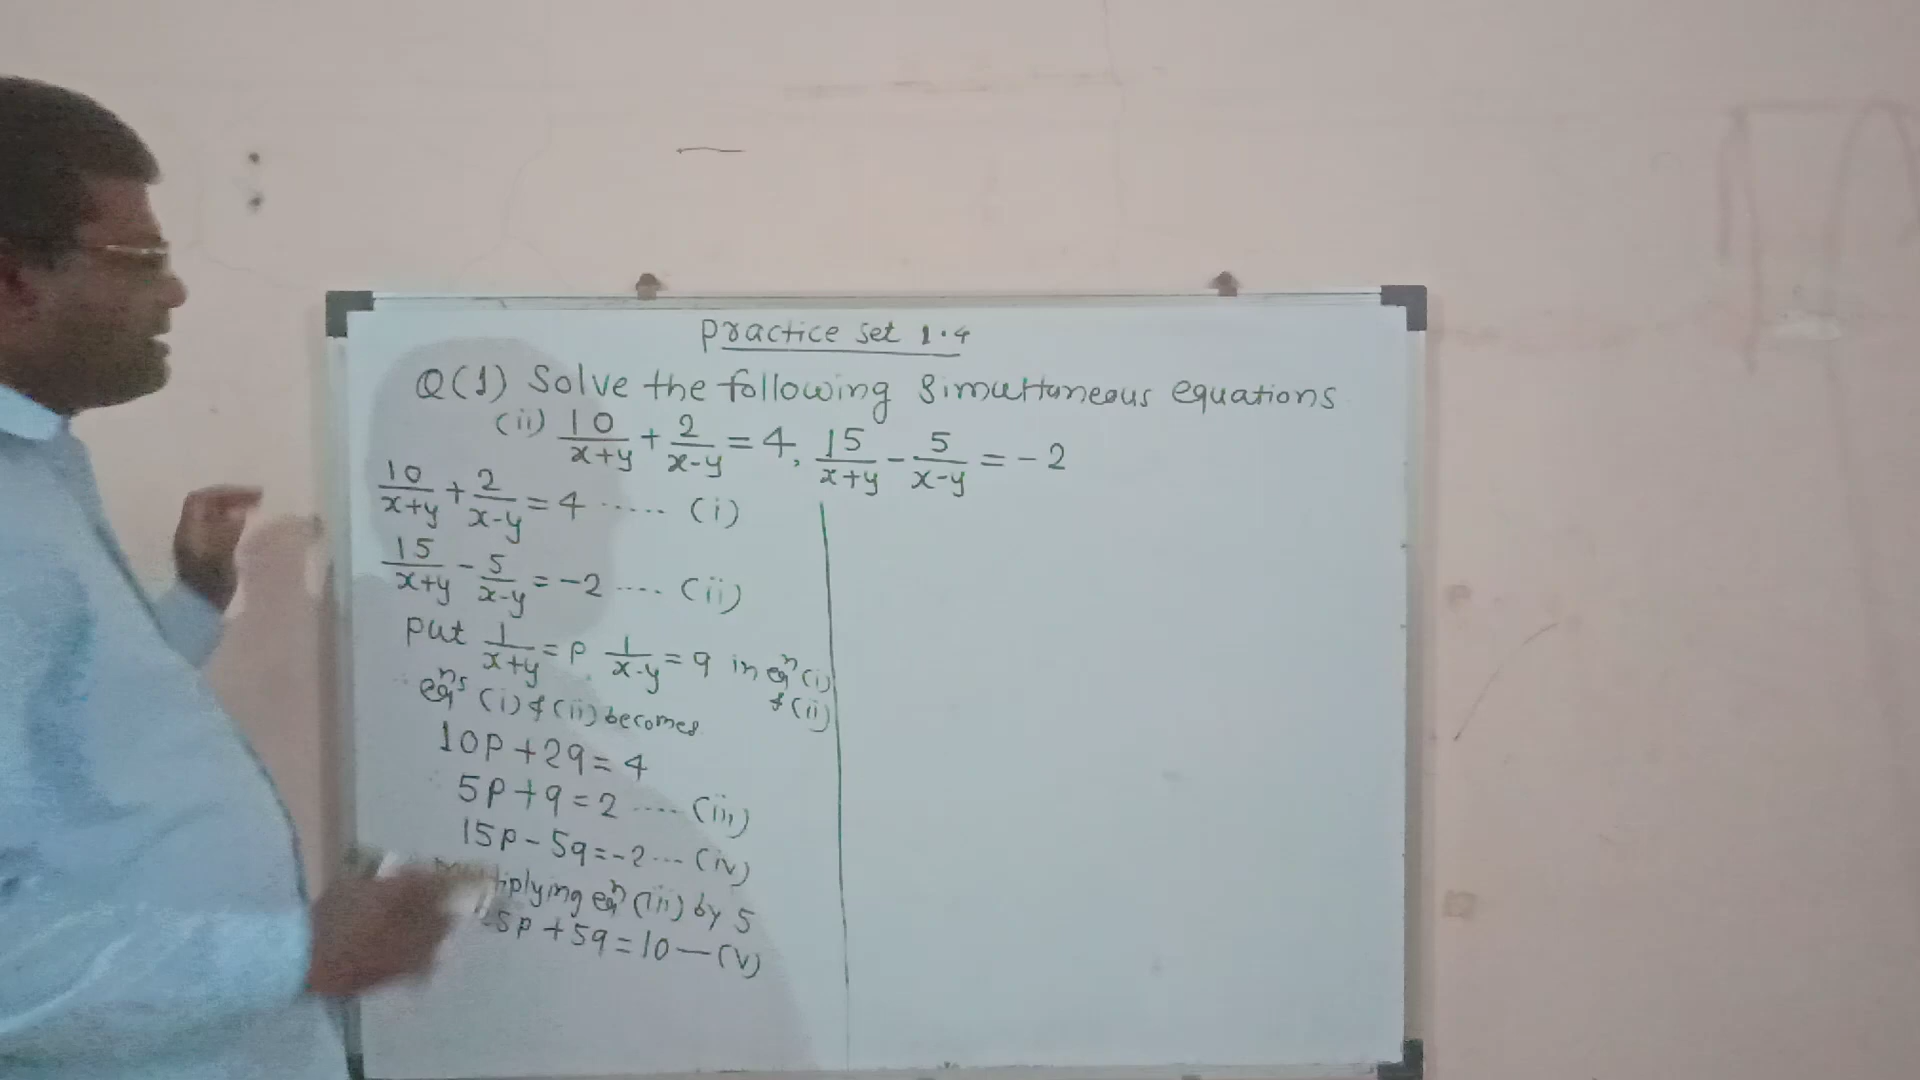 Practice set 1.4
Q(1) Solve the following Simultaneous equations
(ii) 10/x+y + 2/x-y = 4, 15/x+y - 5/x-y = -2
10/x+y + 2/x-y = 4 ...... (i)
15/x+y - 5/x-y = -2 .... (ii)
put 1/x+y = p, 1/x-y = q in eqⁿ (i) & (ii)
eqⁿˢ (i) & (ii) becomes
10p + 2q = 4
5p + q = 2 .... (iii)
15p - 5q = -2 ... (iv)
eqⁿ (iii) by 5
5p + 5q = 10 — (v)